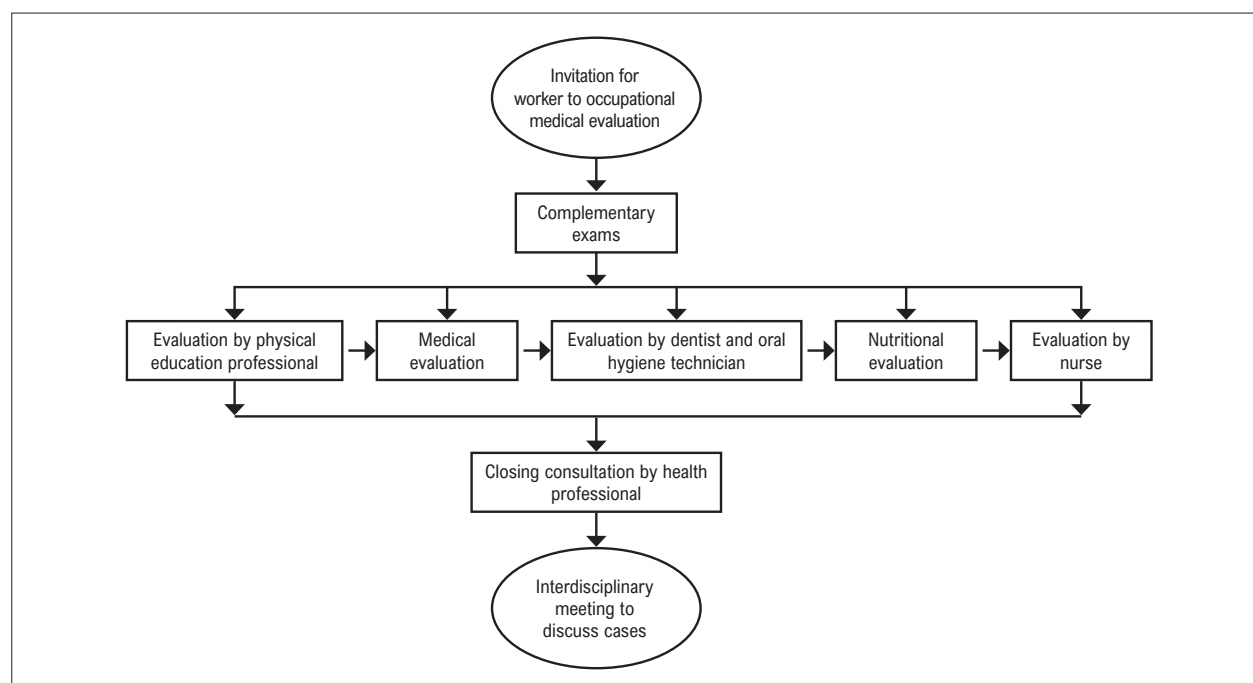 Invitation for
worker to occupational
medical evaluation
Complementary
exams
Evaluation by physical
education professional
Medical
evaluation
Evaluation by dentist and oral
hygiene technician
Nutritional
evaluation
Evaluation by
nurse
Closing consultation by health
professional
Interdisciplinary
meeting to
discuss cases